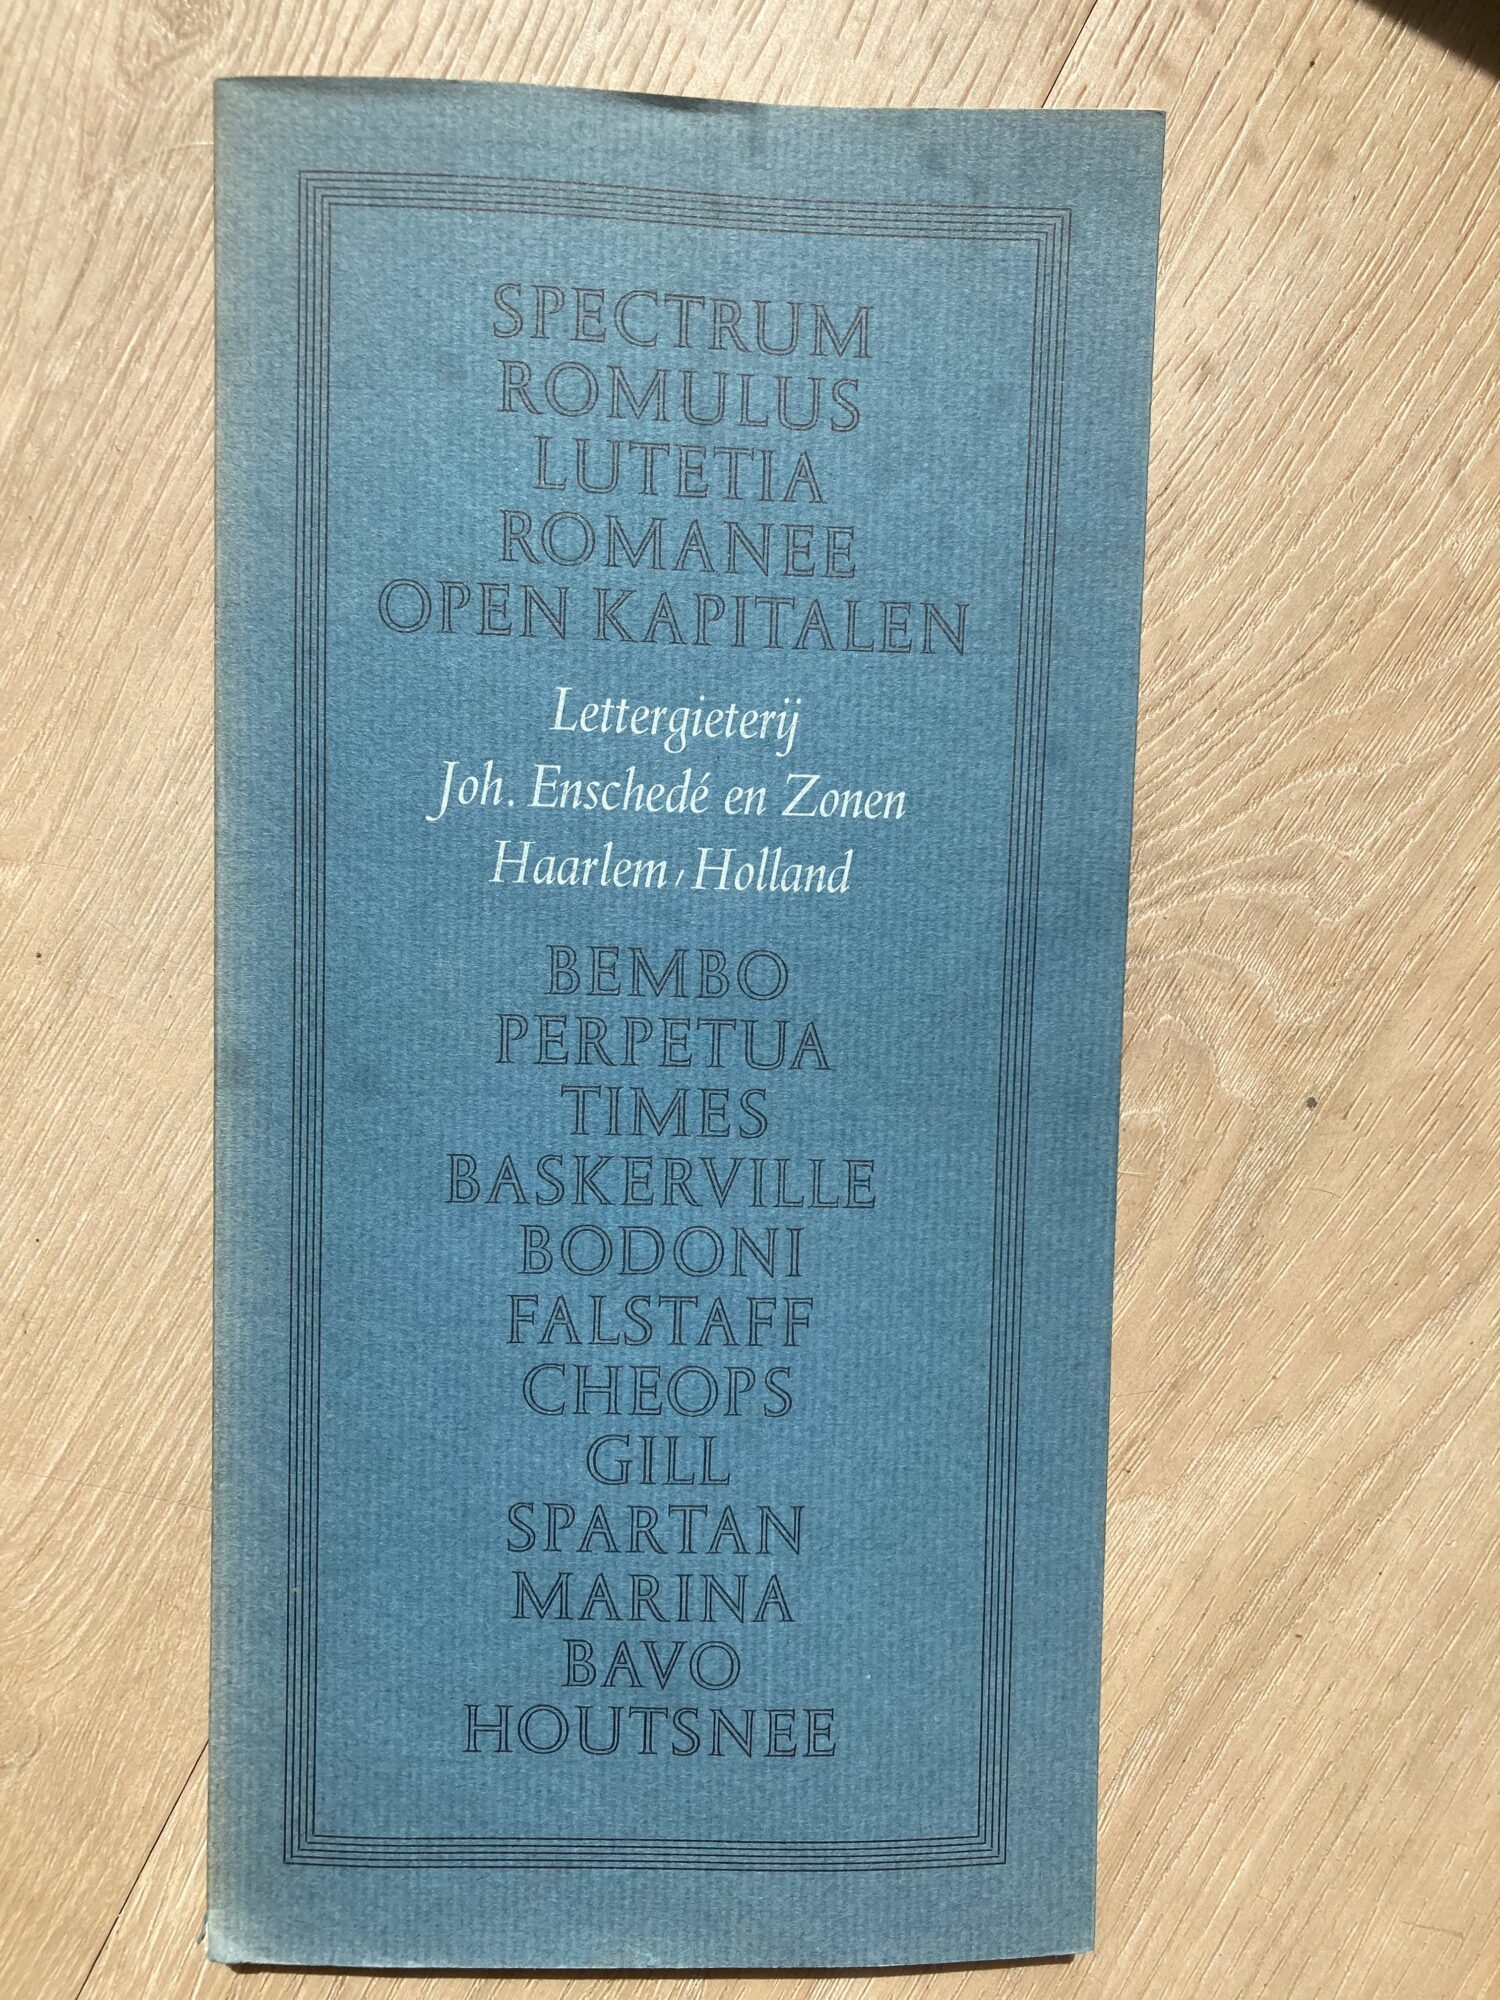 SPECTRUM
ROMULUS
LUTETIA
ROMANEE
OPEN KAPITALEN
Lettergieterij
Joh. Enschedé en Zonen
Haarlem / Holland
BEMBO
PERPETUA
TIMES
BASKERVILLE
BODONI
FALSTAFF
CHEOPS
GILL
SPARTAN
MARINA
BAVO
HOUTSNEE